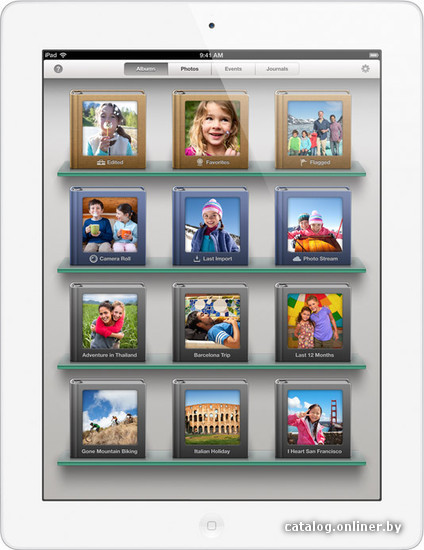 iPad 9:41 AM
? Albums Photos Events Journals
Edited Favorites Flagged
Camera Roll Last Import Photo Stream
Adventure in Thailand Barcelona Trip Last 12 Months
Gone Mountain Biking Italian Holiday I Heart San Francisco
catalog.onliner.by